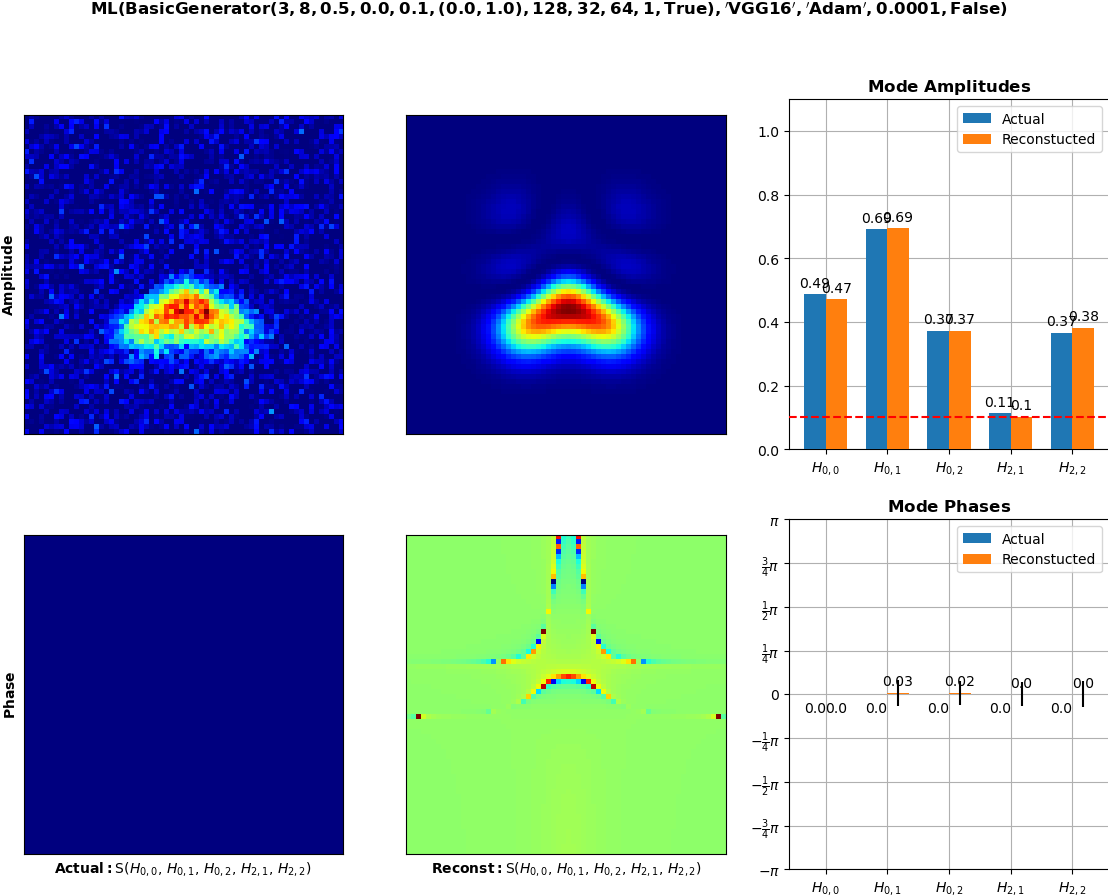 ML(BasicGenerator(3, 8, 0.5, 0.0, 0.1, (0.0, 1.0), 128, 32, 64, 1, True), ′VGG16′, ′Adam′, 0.0001, False)
Amplitude
Mode Amplitudes
Actual
Reconstucted
1.0
0.8
0.6
0.4
0.2
0.0
0.49
0.47
0.69
0.69
0.37
0.37
0.11
0.1
0.37
0.38
H0,0
H0,1
H0,2
H2,1
H2,2
Phase
Actual: S(H0,0, H0,1, H0,2, H2,1, H2,2)
Reconst: S(H0,0, H0,1, H0,2, H2,1, H2,2)
Mode Phases
Actual
Reconstucted
π
3/4π
1/2π
1/4π
0
−1/4π
−1/2π
−3/4π
−π
0.0
0.0
0.0
0.03
0.0
0.02
0.0
0.0
0.0
0.0
H0,0
H0,1
H0,2
H2,1
H2,2